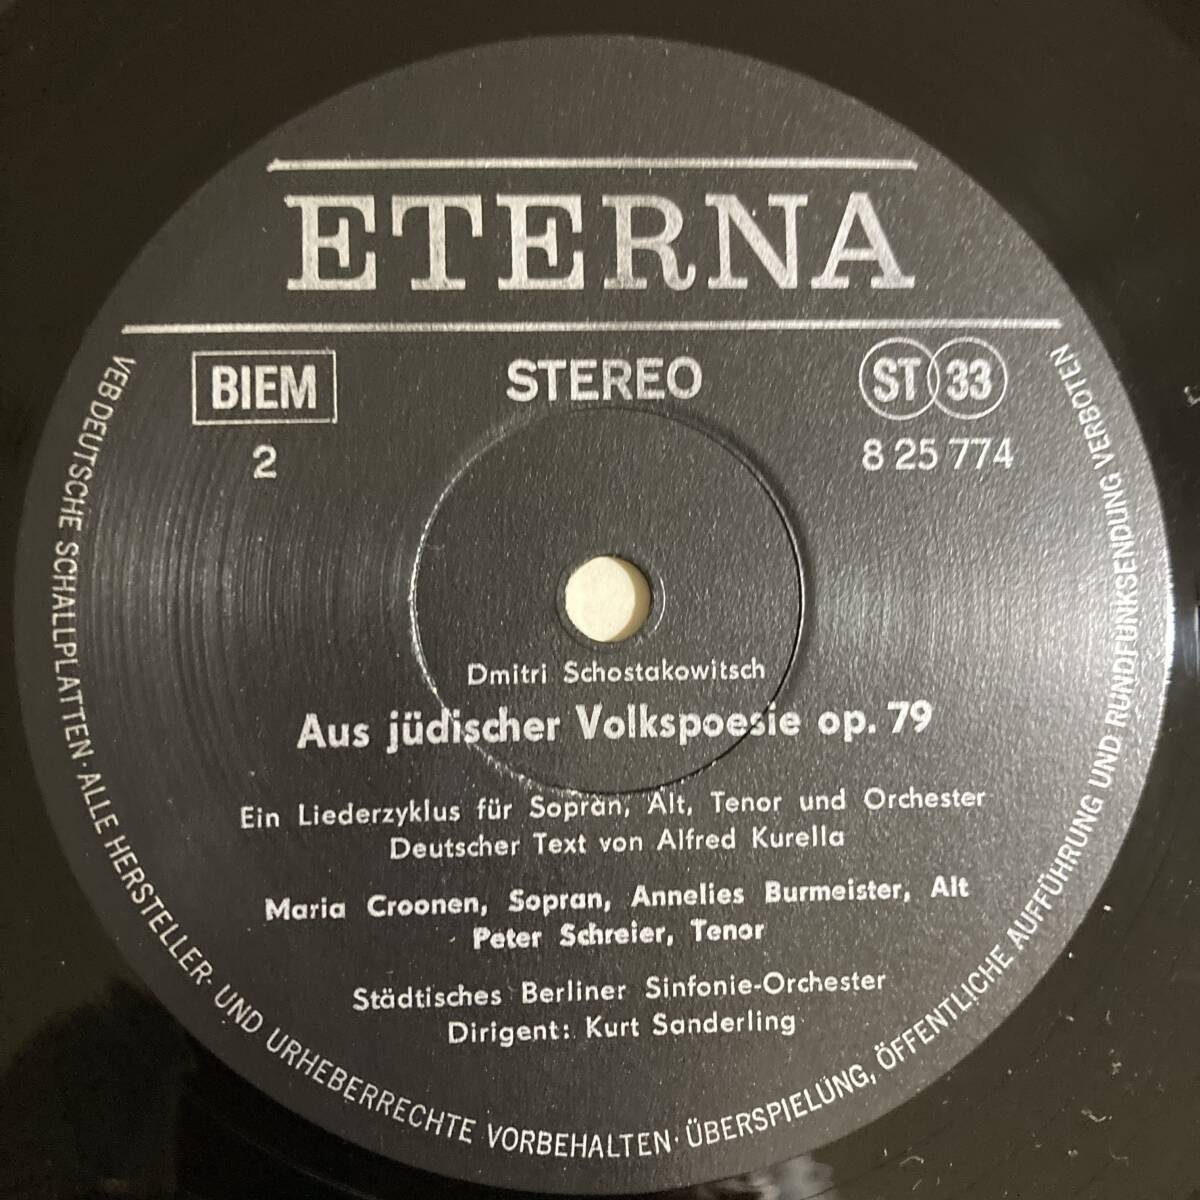 ETERNA
BIEM
STEREO
ST 33
2
8 25 774
Dmitri Schostakowitsch
Aus jüdischer Volkspoesie op. 79
Ein Liederzyklus für Sopran, Alt, Tenor und Orchester
Deutscher Text von Alfred Kurella
Maria Croonen, Sopran, Annelies Burmeister, Alt
Peter Schreier, Tenor
Städtisches Berliner Sinfonie-Orchester
Dirigent: Kurt Sanderling
VEB DEUTSCHE SCHALLPLATTEN · ALLE HERSTELLER- UND URHEBERRECHTE VORBEHALTEN · ÜBERSPIELUNG, ÖFFENTLICHE AUFFÜHRUNG UND RUNDFUNKSENDUNG VERBOTEN